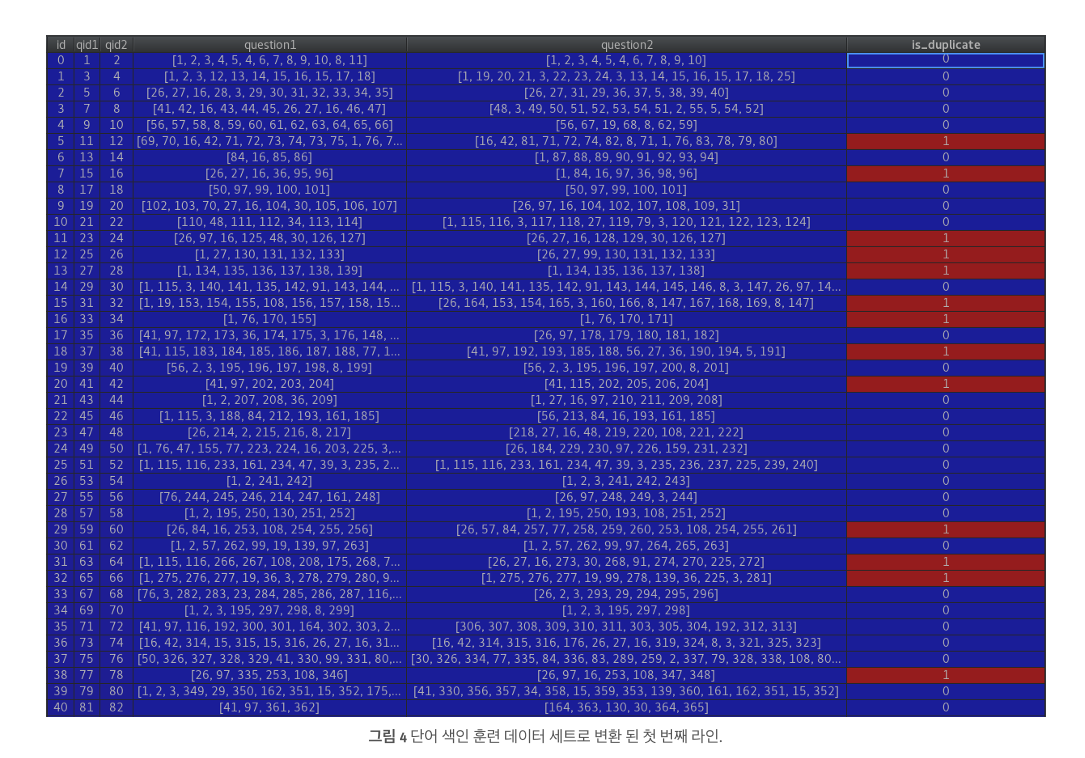 id qid1 qid2 question1 question2 is_duplicate
0 1 2 [1, 2, 3, 4, 5, 4, 6, 7, 8, 9, 10, 8, 11] [1, 2, 3, 4, 5, 4, 6, 7, 8, 9, 10] 0
1 3 4 [1, 2, 3, 12, 13, 14, 15, 16, 15, 17, 18] [1, 19, 20, 21, 3, 22, 23, 24, 3, 13, 14, 15, 16, 15, 17, 18, 25] 0
2 5 6 [26, 27, 16, 28, 3, 29, 30, 31, 32, 33, 34, 35] [26, 27, 31, 29, 36, 37, 5, 38, 39, 40] 0
3 7 8 [41, 42, 16, 43, 44, 45, 26, 27, 16, 46, 47] [48, 3, 49, 50, 51, 52, 53, 54, 51, 2, 55, 5, 54, 52] 0
4 9 10 [56, 57, 58, 8, 59, 60, 61, 62, 63, 64, 65, 66] [56, 67, 19, 68, 8, 62, 59] 0
5 11 12 [69, 70, 16, 42, 71, 72, 73, 74, 73, 75, 1, 76, 7... [16, 42, 81, 71, 72, 74, 82, 8, 71, 1, 76, 83, 78, 79, 80] 1
6 13 14 [84, 16, 85, 86] [1, 87, 88, 89, 90, 91, 92, 93, 94] 0
7 15 16 [26, 27, 16, 36, 95, 96] [1, 84, 16, 97, 36, 98, 96] 1
8 17 18 [50, 97, 99, 100, 101] [50, 97, 99, 100, 101] 0
9 19 20 [102, 103, 70, 27, 16, 104, 30, 105, 106, 107] [26, 97, 16, 104, 102, 107, 108, 109, 31] 0
10 21 22 [110, 48, 111, 112, 34, 113, 114] [1, 115, 116, 3, 117, 118, 27, 119, 79, 3, 120, 121, 122, 123, 124] 0
11 23 24 [26, 97, 16, 125, 48, 30, 126, 127] [26, 27, 16, 128, 129, 30, 126, 127] 1
12 25 26 [1, 27, 130, 131, 132, 133] [26, 27, 99, 130, 131, 132, 133] 1
13 27 28 [1, 134, 135, 136, 137, 138, 139] [1, 134, 135, 136, 137, 138] 1
14 29 30 [1, 115, 3, 140, 141, 135, 142, 91, 143, 144, ... [1, 115, 3, 140, 141, 135, 142, 91, 143, 144, 145, 146, 8, 3, 147, 26, 97, 14... 0
15 31 32 [1, 19, 153, 154, 155, 108, 156, 157, 158, 15... [26, 164, 153, 154, 165, 3, 160, 166, 8, 147, 167, 168, 169, 8, 147] 1
16 33 34 [1, 76, 170, 155] [1, 76, 170, 171] 1
17 35 36 [41, 97, 172, 173, 36, 174, 175, 3, 176, 148, ... [26, 97, 178, 179, 180, 181, 182] 0
18 37 38 [41, 115, 183, 184, 185, 186, 187, 188, 77, 1... [41, 97, 192, 193, 185, 188, 56, 27, 36, 190, 194, 5, 191] 1
19 39 40 [56, 2, 3, 195, 196, 197, 198, 8, 199] [56, 2, 3, 195, 196, 197, 200, 8, 201] 0
20 41 42 [41, 97, 202, 203, 204] [41, 115, 202, 205, 206, 204] 1
21 43 44 [1, 2, 207, 208, 36, 209] [1, 27, 16, 97, 210, 211, 209, 208] 0
22 45 46 [1, 115, 3, 188, 84, 212, 193, 161, 185] [56, 213, 84, 16, 193, 161, 185] 0
23 47 48 [26, 214, 2, 215, 216, 8, 217] [218, 27, 16, 48, 219, 220, 108, 221, 222] 0
24 49 50 [1, 76, 47, 155, 77, 223, 224, 16, 203, 225, 3,... [26, 184, 229, 230, 97, 226, 159, 231, 232] 0
25 51 52 [1, 115, 116, 233, 161, 234, 47, 39, 3, 235, 2... [1, 115, 116, 233, 161, 234, 47, 39, 3, 235, 236, 237, 225, 239, 240] 0
26 53 54 [1, 2, 241, 242] [1, 2, 3, 241, 242, 243] 0
27 55 56 [76, 244, 245, 246, 214, 247, 161, 248] [26, 97, 248, 249, 3, 244] 0
28 57 58 [1, 2, 195, 250, 130, 251, 252] [1, 2, 195, 250, 193, 108, 251, 252] 0
29 59 60 [26, 84, 16, 253, 108, 254, 255, 256] [26, 57, 84, 257, 77, 258, 259, 260, 253, 108, 254, 255, 261] 1
30 61 62 [1, 2, 57, 262, 99, 19, 139, 97, 263] [1, 2, 57, 262, 99, 97, 264, 265, 263] 0
31 63 64 [1, 115, 116, 266, 267, 108, 208, 175, 268, 7... [26, 27, 16, 273, 30, 268, 91, 274, 270, 225, 272] 1
32 65 66 [1, 275, 276, 277, 19, 36, 3, 278, 279, 280, 9... [1, 275, 276, 277, 19, 99, 278, 139, 36, 225, 3, 281] 1
33 67 68 [76, 3, 282, 283, 23, 284, 285, 286, 287, 116,... [26, 2, 3, 293, 29, 294, 295, 296] 0
34 69 70 [1, 2, 3, 195, 297, 298, 8, 299] [1, 2, 3, 195, 297, 298] 0
35 71 72 [41, 97, 116, 192, 300, 301, 164, 302, 303, 2... [306, 307, 308, 309, 310, 311, 303, 305, 304, 192, 312, 313] 0
36 73 74 [16, 42, 314, 15, 315, 15, 316, 26, 27, 16, 31... [16, 42, 314, 315, 316, 176, 26, 27, 16, 319, 324, 8, 3, 321, 325, 323] 0
37 75 76 [50, 326, 327, 328, 329, 41, 330, 99, 331, 80,... [30, 326, 334, 77, 335, 84, 336, 83, 289, 259, 2, 337, 79, 328, 338, 108, 80... 0
38 77 78 [26, 97, 335, 253, 108, 346] [26, 97, 16, 253, 108, 347, 348] 1
39 79 80 [1, 2, 3, 349, 29, 350, 162, 351, 15, 352, 175,... [41, 330, 356, 357, 34, 358, 15, 359, 353, 139, 360, 161, 162, 351, 15, 352] 0
40 81 82 [41, 97, 361, 362] [164, 363, 130, 30, 364, 365] 0
그림 4 단어 색인 훈련 데이터 세트로 변환 된 첫 번째 라인.